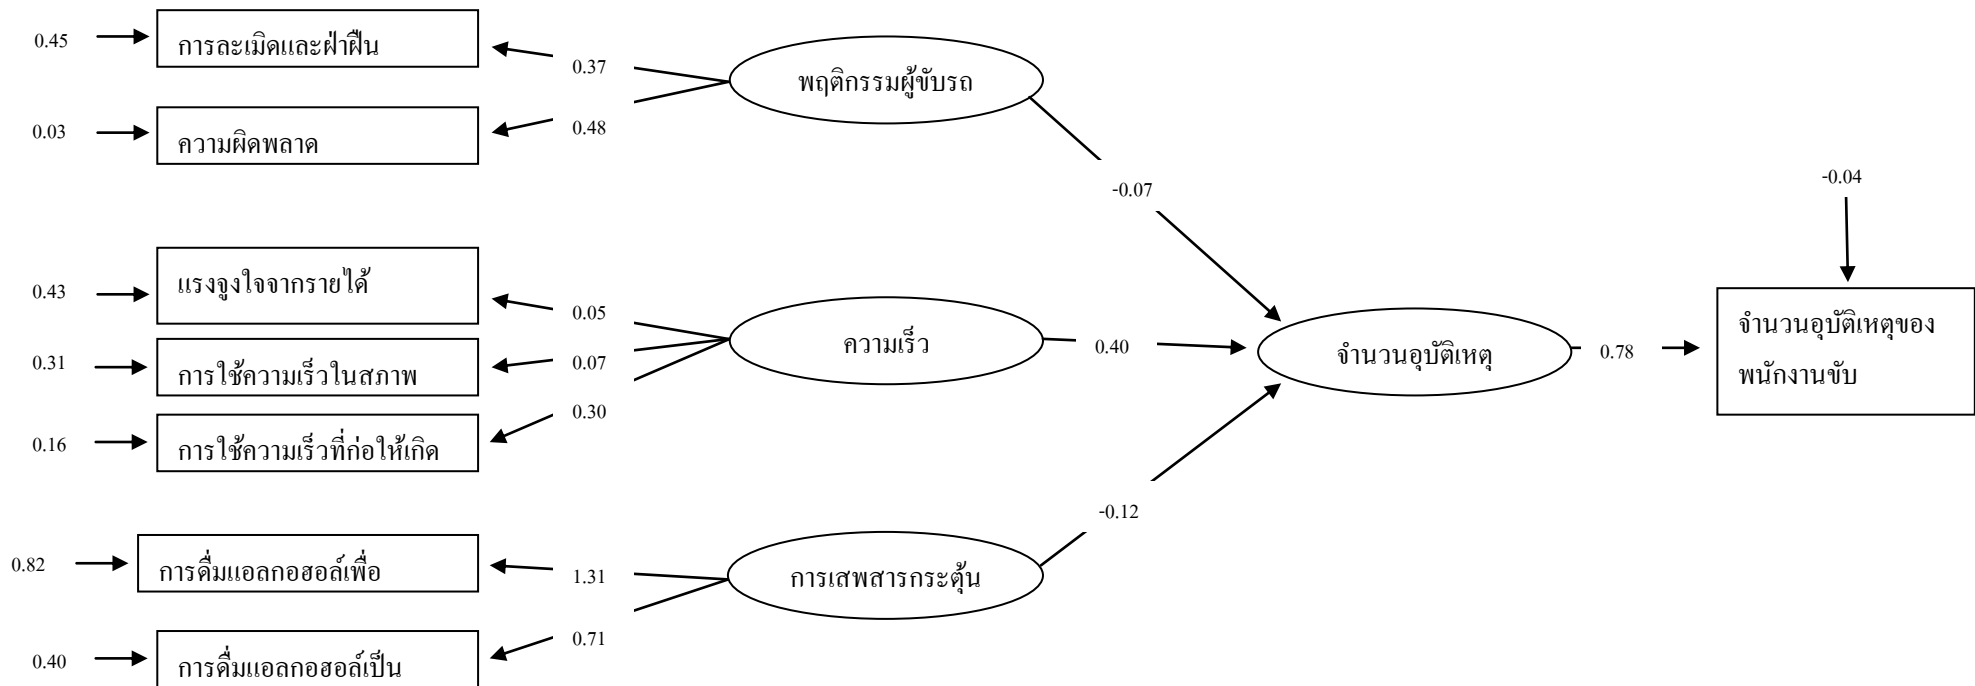 0.45
การละเมิดและฝ่าฝืน
0.37
พฤติกรรมผู้ขับรถ
0.03
ความผิดพลาด
0.48
-0.07
-0.04
0.43
แรงจูงใจจากรายได้
0.05
ความเร็ว
0.40
จำนวนอุบัติเหตุ
0.78
จำนวนอุบัติเหตุของ
พนักงานขับ
0.31
การใช้ความเร็วในสภาพ
0.07
0.16
การใช้ความเร็วที่ก่อให้เกิด
0.30
-0.12
0.82
การดื่มแอลกอฮอล์เพื่อ
1.31
การเสพสารกระตุ้น
0.40
การดื่มแอลกอฮอล์เป็น
0.71